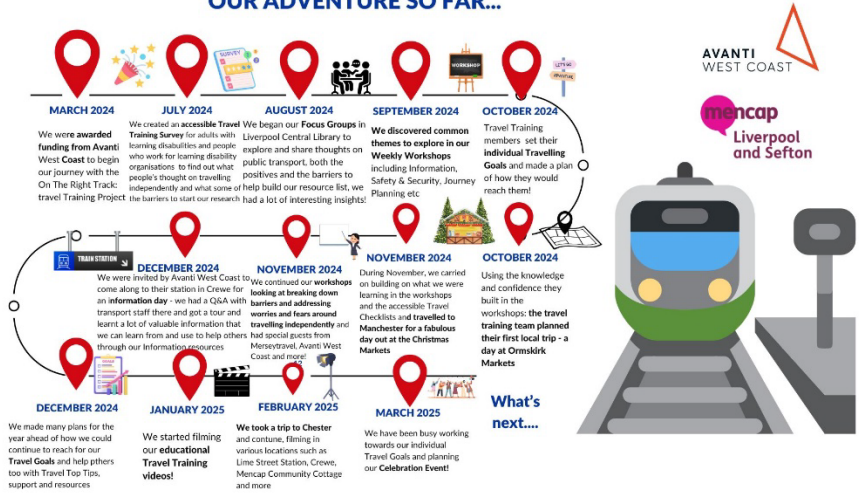 OUR ADVENTURE SO FAR...
AVANTI
WEST COAST
mencap
Liverpool
and Sefton
SURVEY
WORKSHOP
LET'S GO
ADVENTURE
MARCH 2024
We were awarded
funding from Avanti
West Coast to begin
our journey with the
On The Right Track:
travel Training Project
JULY 2024
We created an accessible Travel
Training Survey for adults with
learning disabilities and people
who work for learning disability
organisations to find out what
people's thought on travelling
independently and what some of
the barriers to start our research
AUGUST 2024
We began our Focus Groups in
Liverpool Central Library to
explore and share thoughts on
public transport, both the
positives and the barriers to
help build our resource list, we
had a lot of interesting insights!
SEPTEMBER 2024
We discovered common
themes to explore in our
Weekly Workshops
including Information,
Safety & Security, Journey
Planning etc
OCTOBER 2024
Travel Training
members set their
individual Travelling
Goals and made a plan
of how they would
reach them!
OCTOBER 2024
Using the knowledge
and confidence they
built in the
workshops: the travel
training team planned
their first local trip - a
day at Ormskirk
Markets
NOVEMBER 2024
During November, we carried
on building on what we were
learning in the workshops
and the accessible Travel
Checklists and travelled to
Manchester for a fabulous
day out at the Christmas
Markets
NOVEMBER 2024
We continued our workshops
looking at breaking down
barriers and addressing
worries and fears around
travelling independently and
had special guests from
Merseytravel, Avanti West
Coast and more!
TRAIN STATION
DECEMBER 2024
We were invited by Avanti West Coast to
come along to their station in Crewe for
an information day - we had a Q&A with
transport staff there and got a tour and
learnt a lot of valuable information that
we can learn from and use to help others
through our Information resources
DECEMBER 2024
We made many plans for the
year ahead of how we could
continue to reach for our
Travel Goals and help pthers
too with Travel Top Tips,
support and resources
JANUARY 2025
We started filming
our educational
Travel Training
videos!
FEBRUARY 2025
We took a trip to Chester
and contune, filming in
various locations such as
Lime Street Station, Crewe,
Mencap Community Cottage
and more
MARCH 2025
We have been busy working
towards our individual
Travel Goals and planning
our Celebration Event!
What's
next....